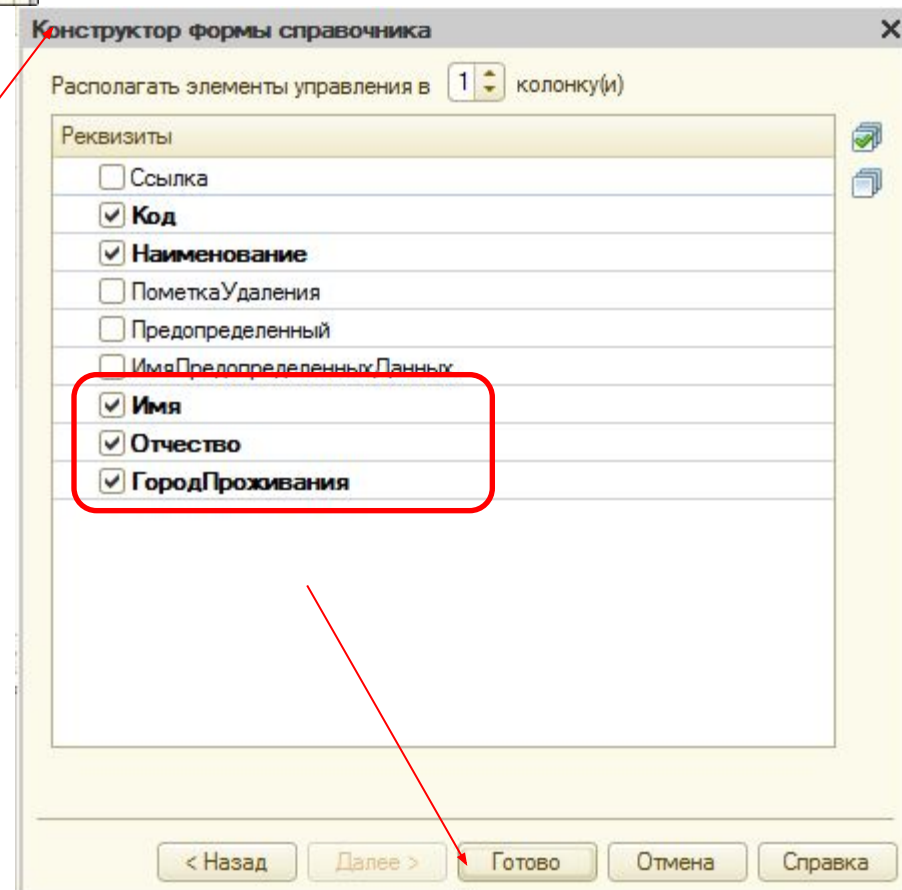 Конструктор формы справочника
Располагать элементы управления в 1 колонку(и)
Реквизиты
Ссылка
Код
Наименование
ПометкаУдаления
Предопределенный
ИмяПредопределенныхДанных
Имя
Отчество
ГородПроживания
< Назад Далее > Готово Отмена Справка